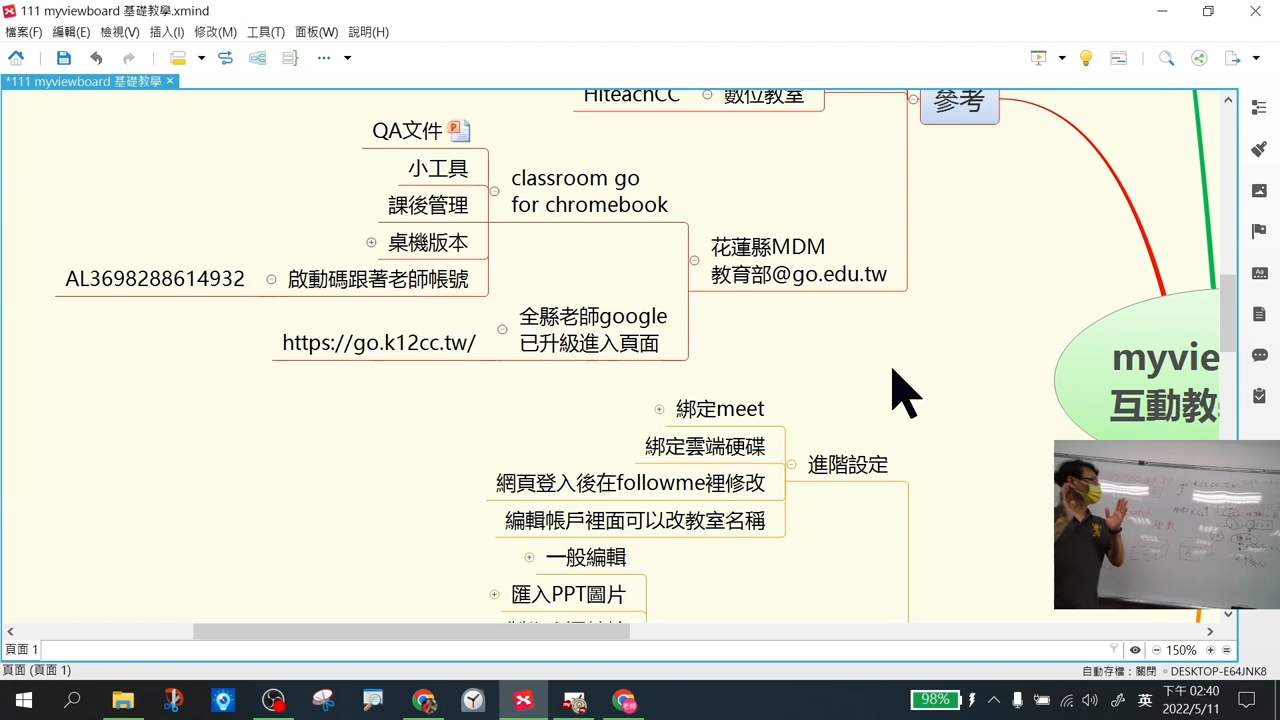 111 myviewboard 基礎教學.xmind
檔案(F) 編輯(E) 檢視(V) 插入(I) 修改(M) 工具(T) 面板(W) 說明(H)
*111 myviewboard 基礎教學 ×
HiteachCC 數位教室
參考
QA文件
小工具
課後管理
桌機版本
AL3698288614932 啟動碼跟著老師帳號
classroom go
for chromebook
花蓮縣MDM
教育部@go.edu.tw
https://go.k12cc.tw/
全縣老師google
已升級進入頁面
myvie
互動教
綁定meet
綁定雲端硬碟
網頁登入後在followme裡修改
編輯帳戶裡面可以改教室名稱
進階設定
一般編輯
匯入PPT圖片
頁面 1
150%
頁面 (頁面 1)
自動存檔：關閉 DESKTOP-E64JNK8
98%
英
下午 02:40
2022/5/11